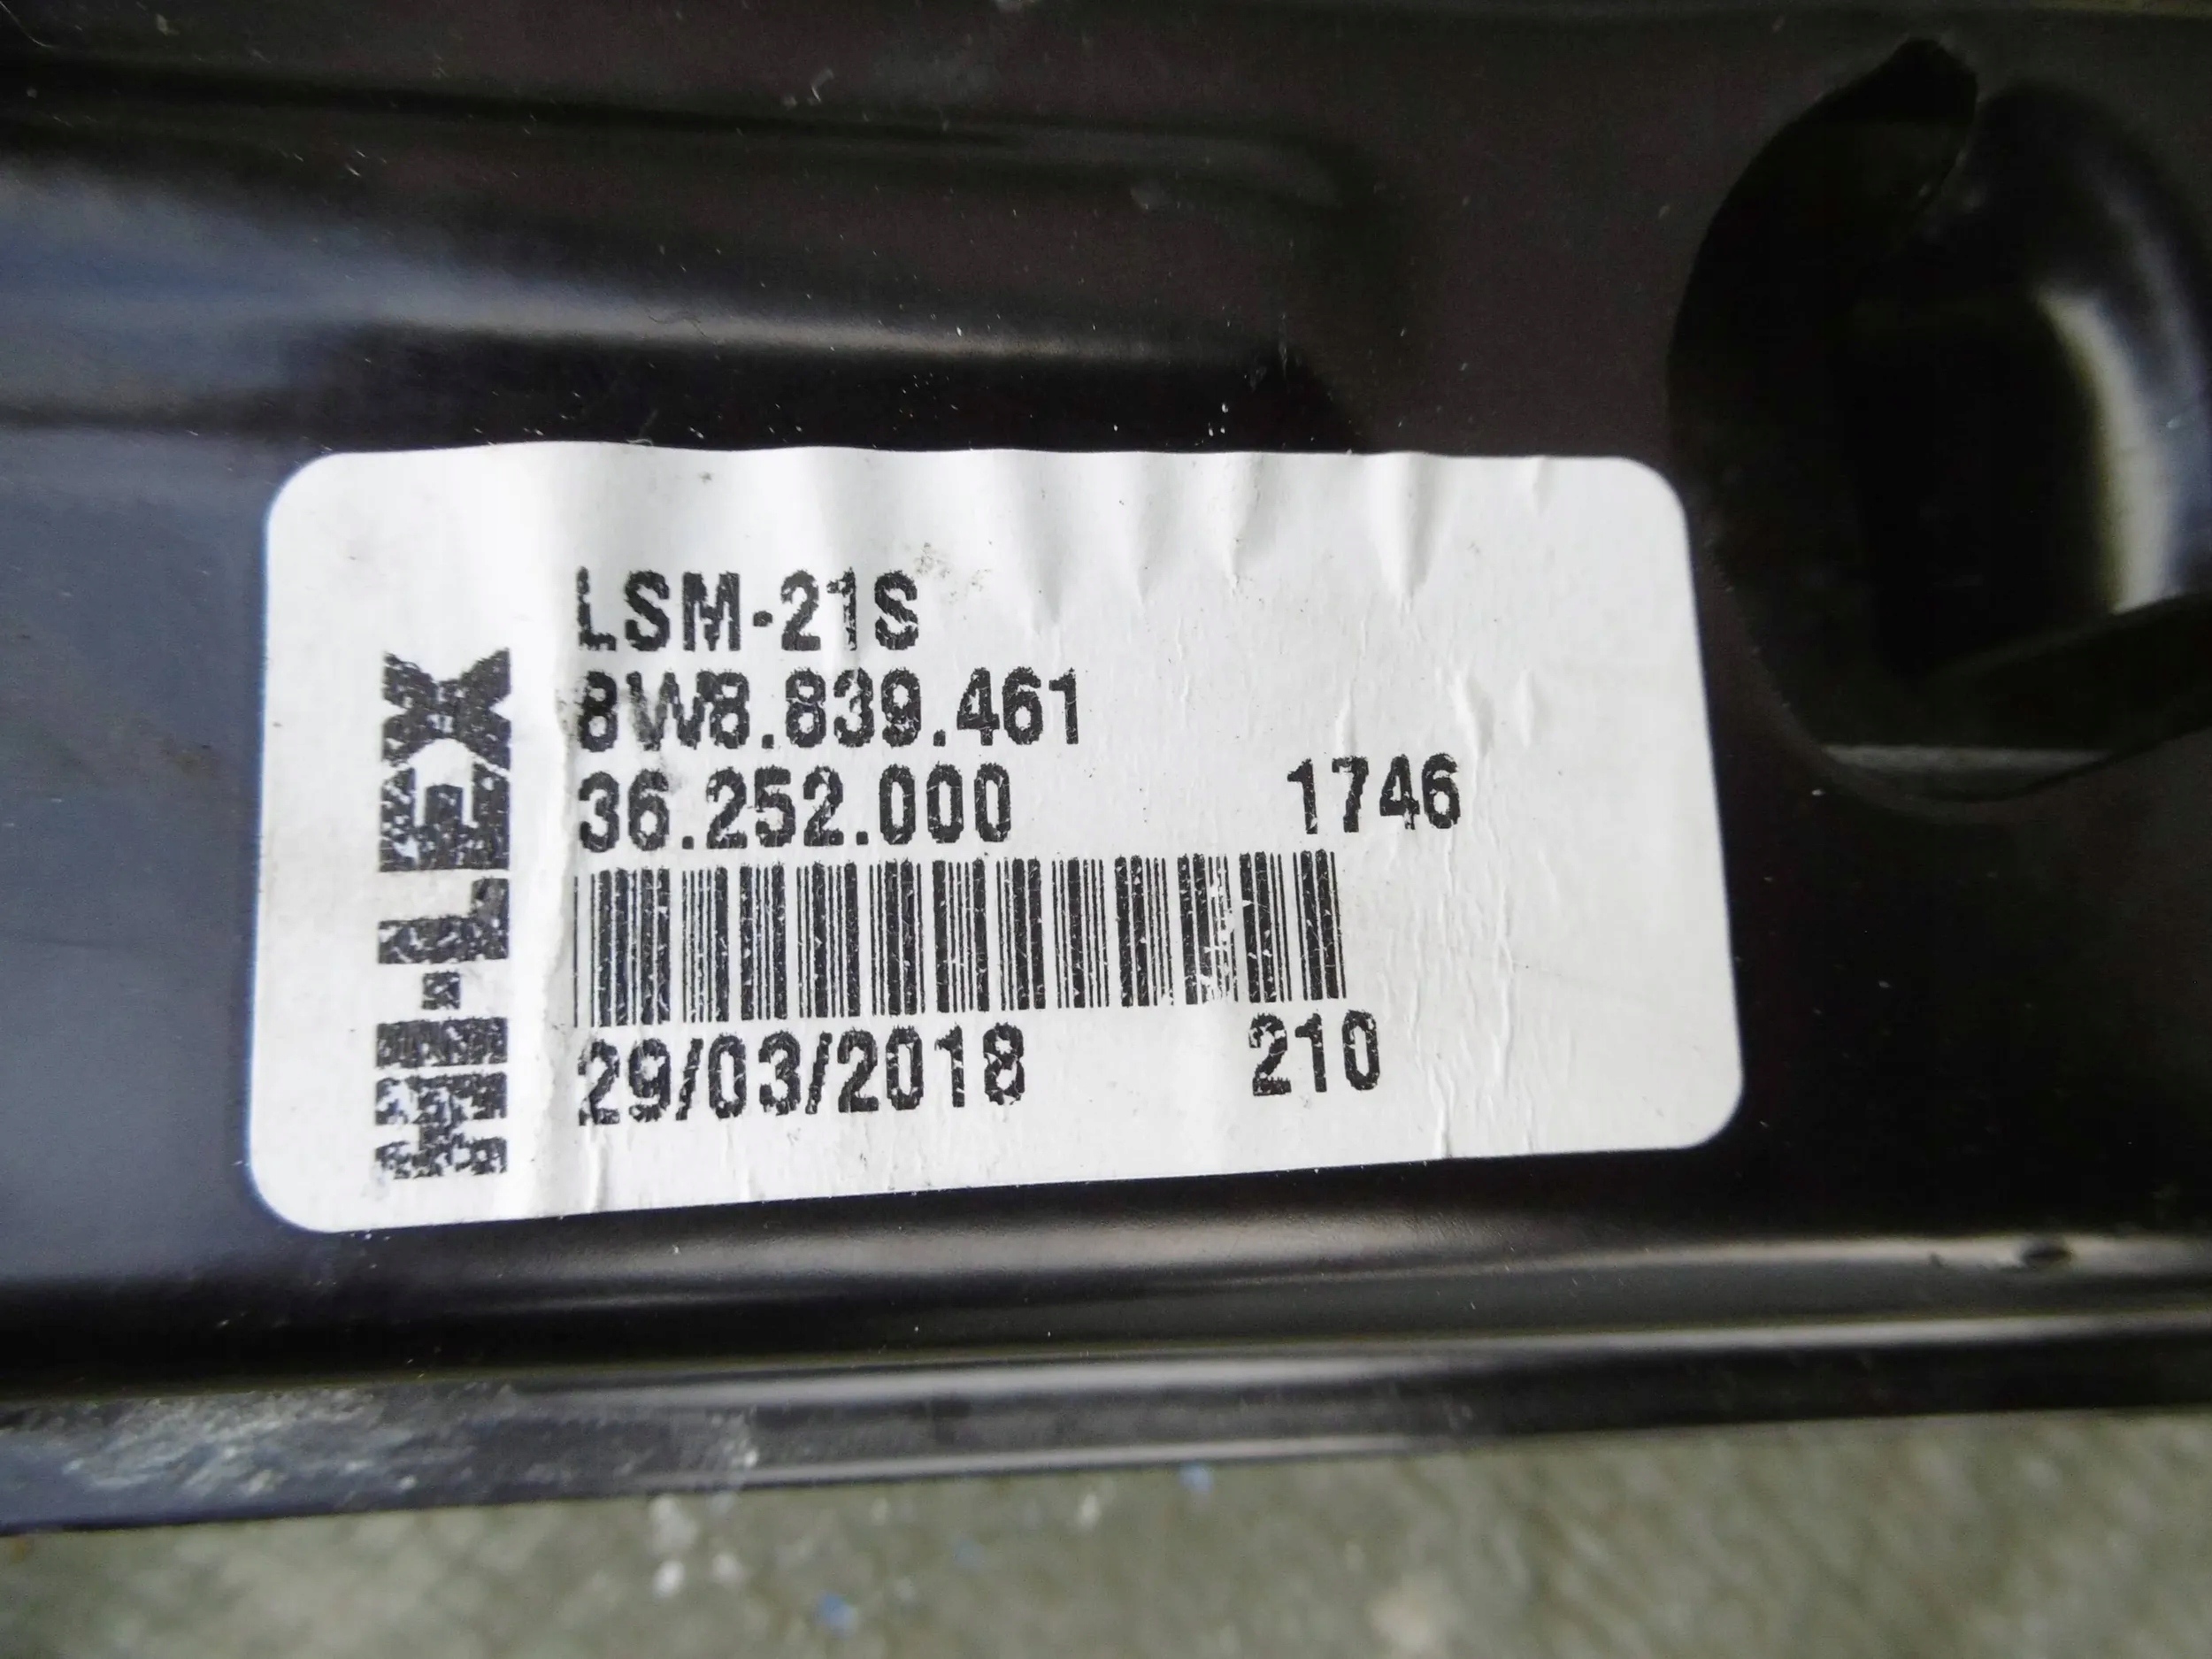 HI-LEX
LSM-21S
8W8.839.461
36.252.000 1746
29/03/2018 210